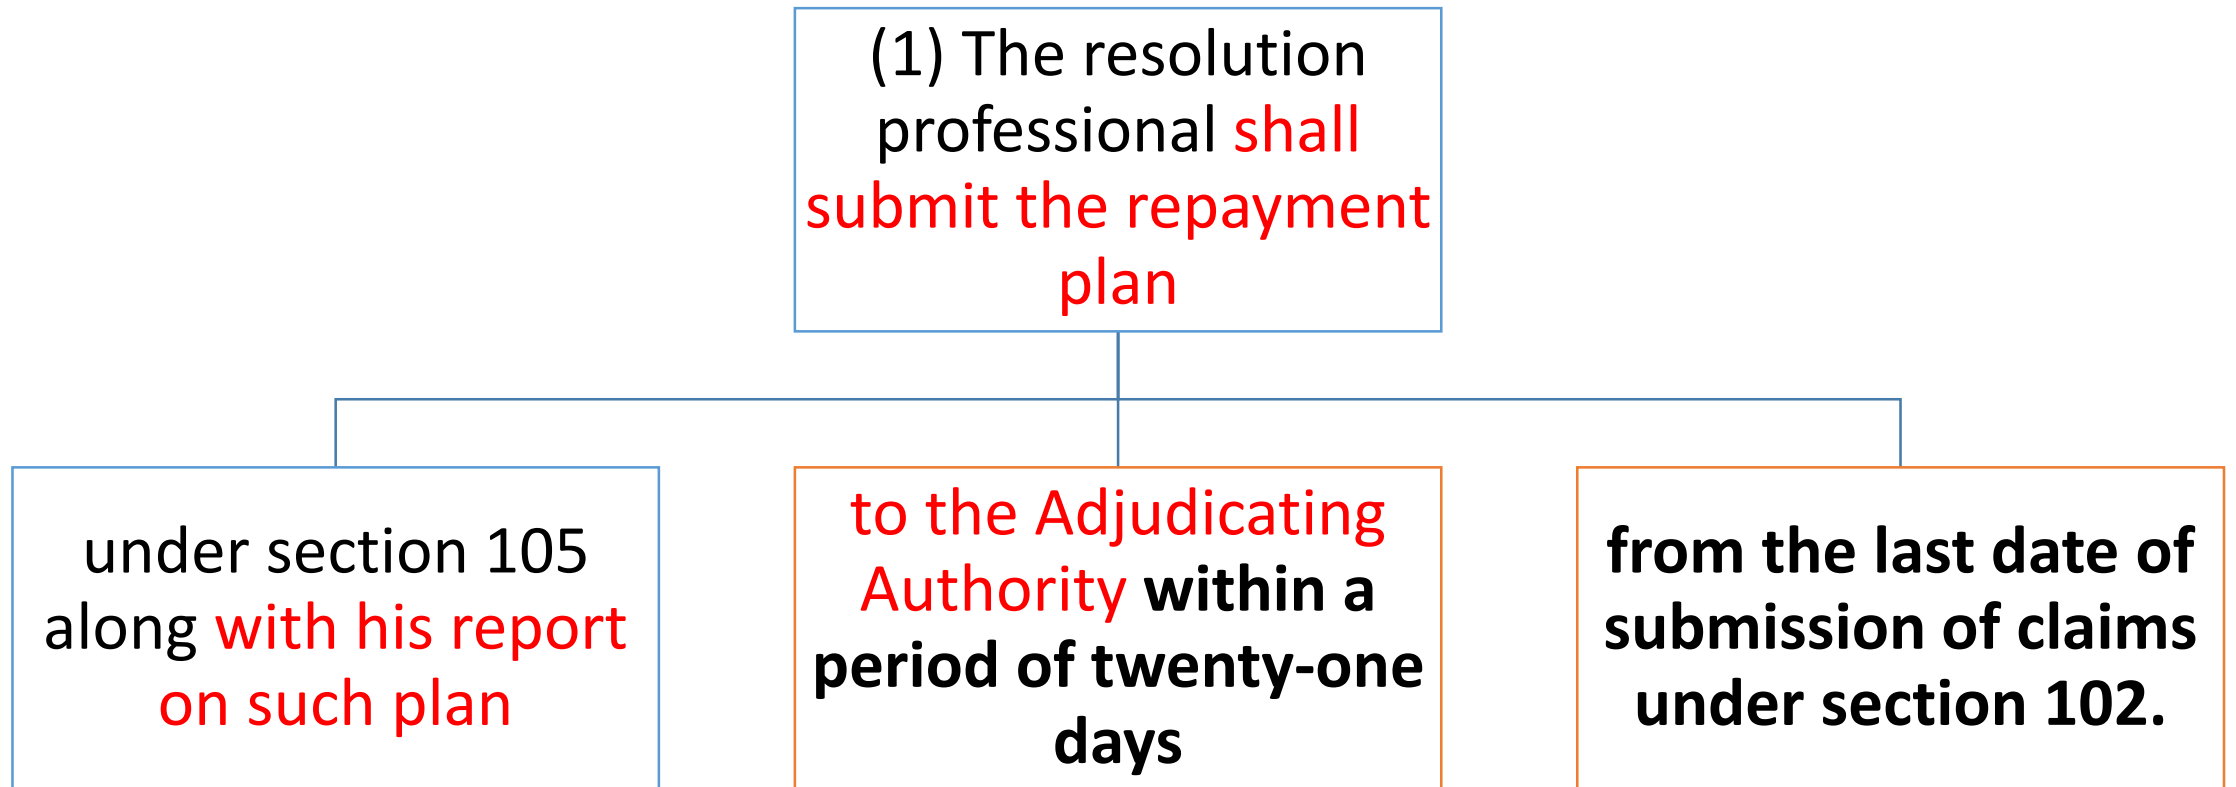 (1) The resolution
professional shall
submit the repayment
plan
under section 105
along with his report
on such plan
to the Adjudicating
Authority within a
period of twenty-one
days
from the last date of
submission of claims
under section 102.